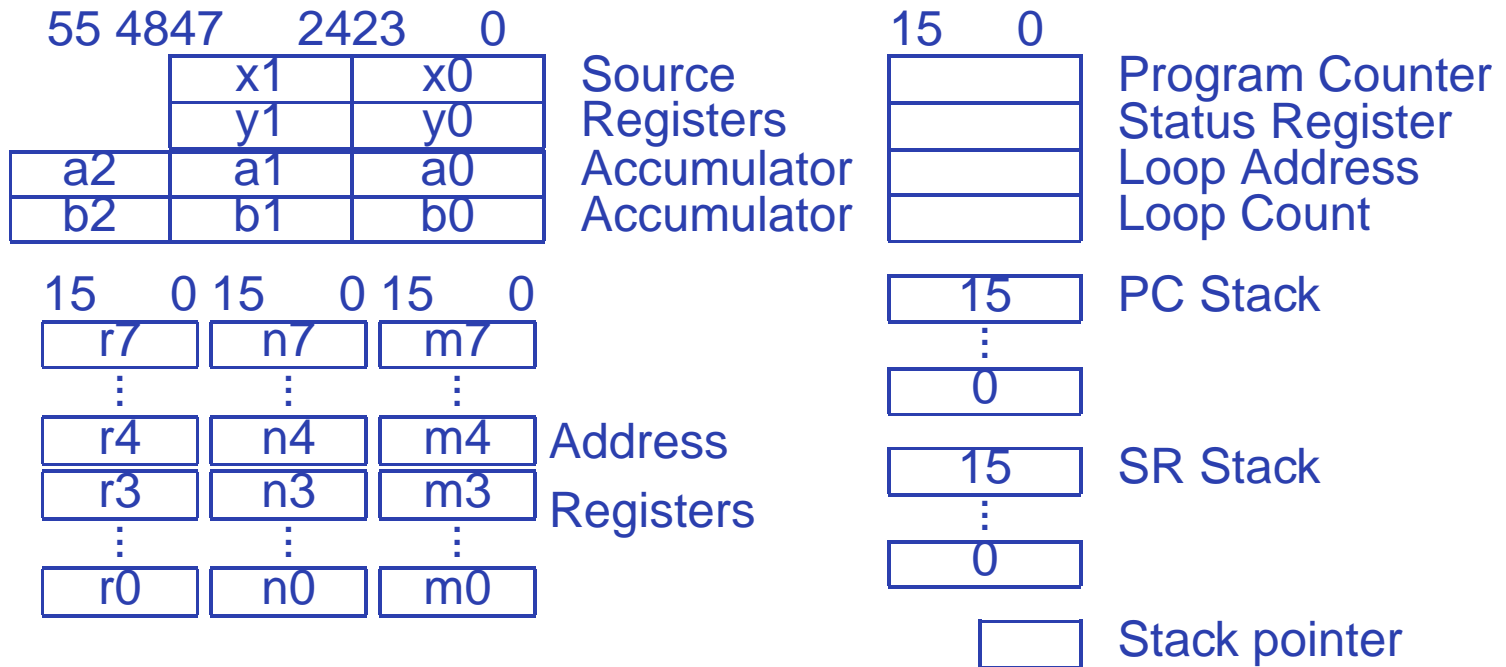 55 4847 2423 0
x1 x0 Source
y1 y0 Registers
a2 a1 a0 Accumulator
b2 b1 b0 Accumulator
15 0 15 0 15 0
r7 n7 m7
⋮ ⋮ ⋮
r4 n4 m4 Address
r3 n3 m3 Registers
⋮ ⋮ ⋮
r0 n0 m0
15 0
Program Counter
Status Register
Loop Address
Loop Count
15 PC Stack
⋮
0
15 SR Stack
⋮
0
Stack pointer